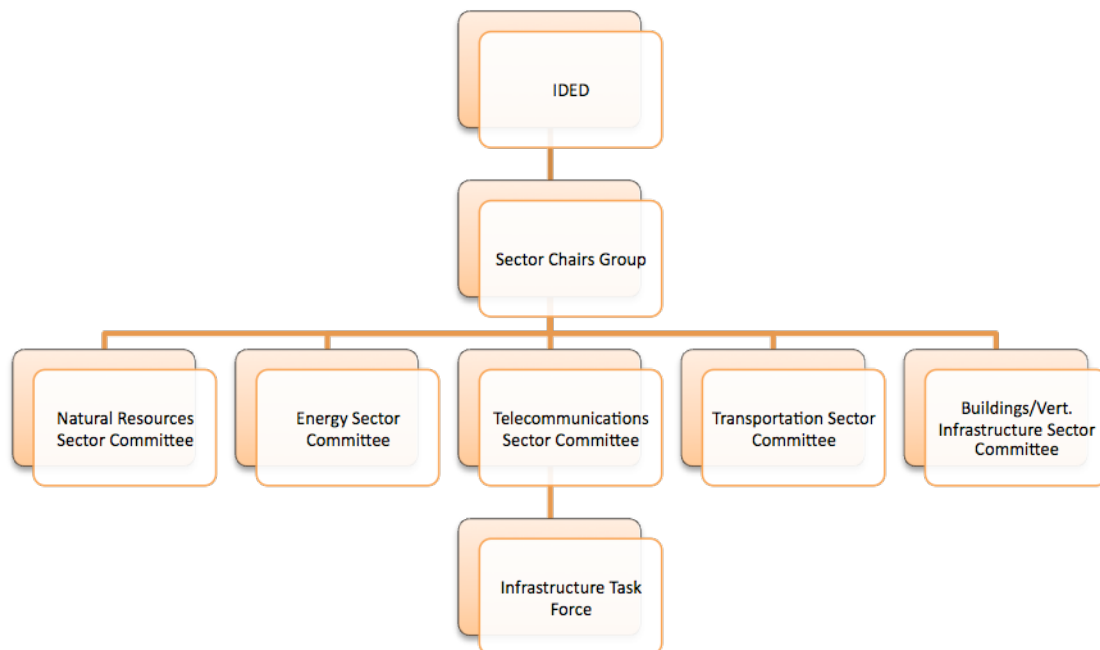 IDED
Sector Chairs Group
Natural Resources
Sector Committee
Energy Sector
Committee
Telecommunications
Sector Committee
Transportation Sector
Committee
Buildings/Vert.
Infrastructure Sector
Committee
Infrastructure Task
Force